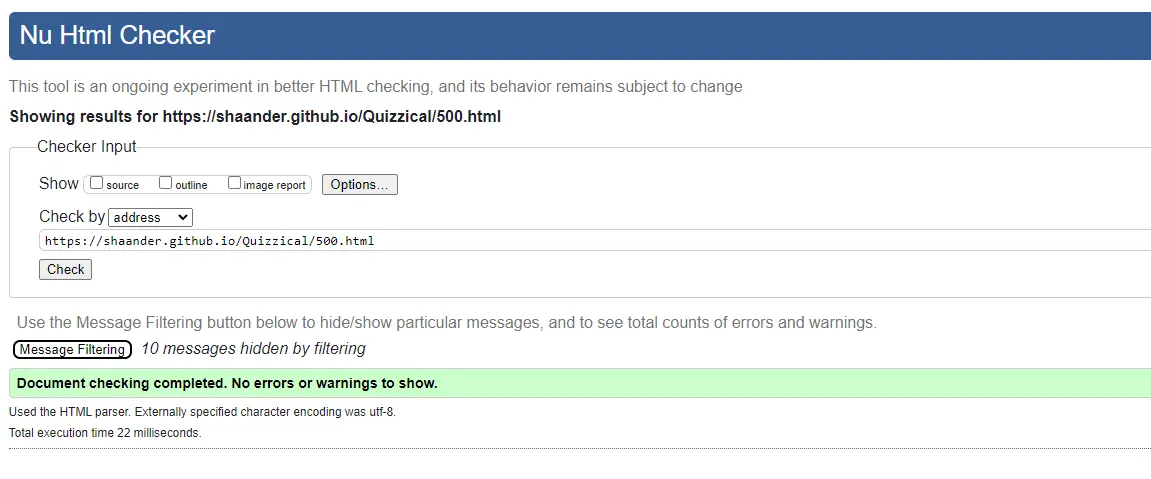 Nu Html Checker
This tool is an ongoing experiment in better HTML checking, and its behavior remains subject to change
Showing results for https://shaander.github.io/Quizzical/500.html
Checker Input
Show source outline image report Options...
Check by address
https://shaander.github.io/Quizzical/500.html
Check
Use the Message Filtering button below to hide/show particular messages, and to see total counts of errors and warnings.
Message Filtering 10 messages hidden by filtering
Document checking completed. No errors or warnings to show.
Used the HTML parser. Externally specified character encoding was utf-8.
Total execution time 22 milliseconds.